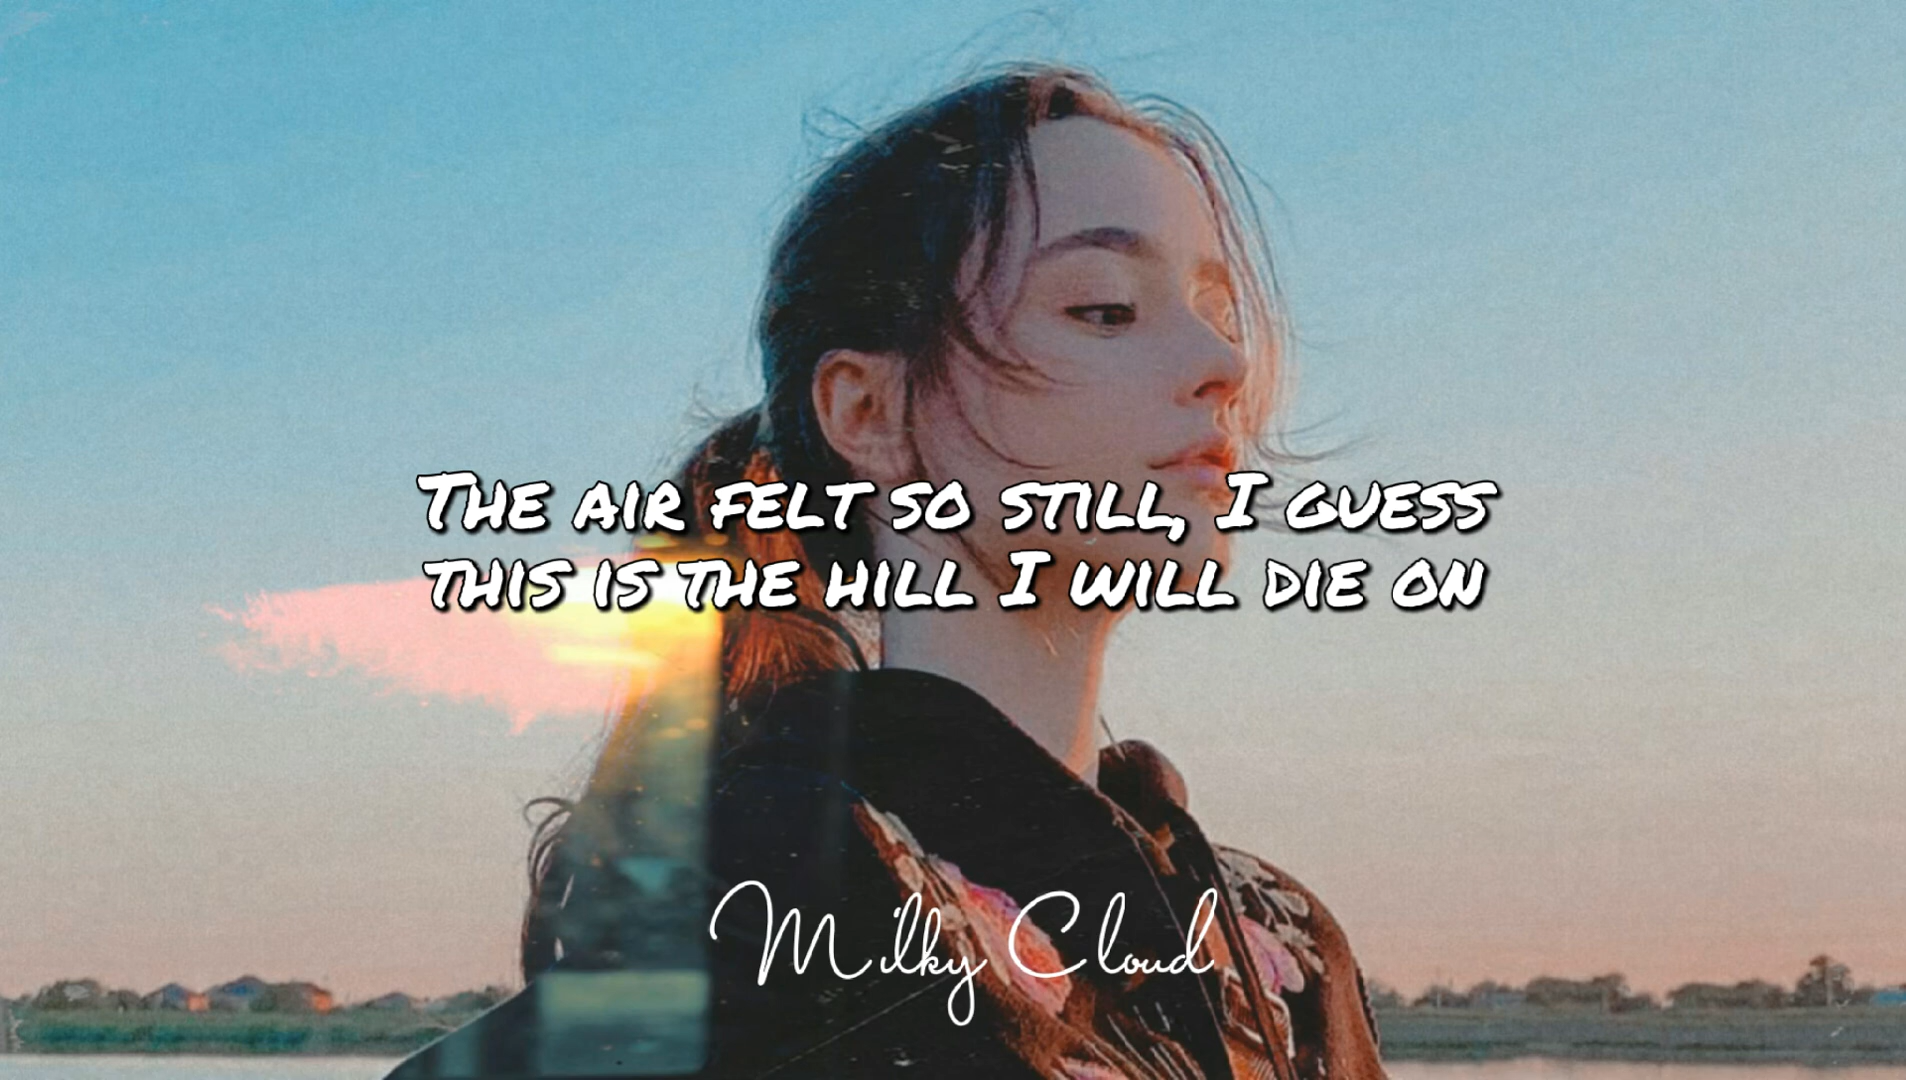 The air felt so still, I guess
this is the hill I will die on
Milky Cloud